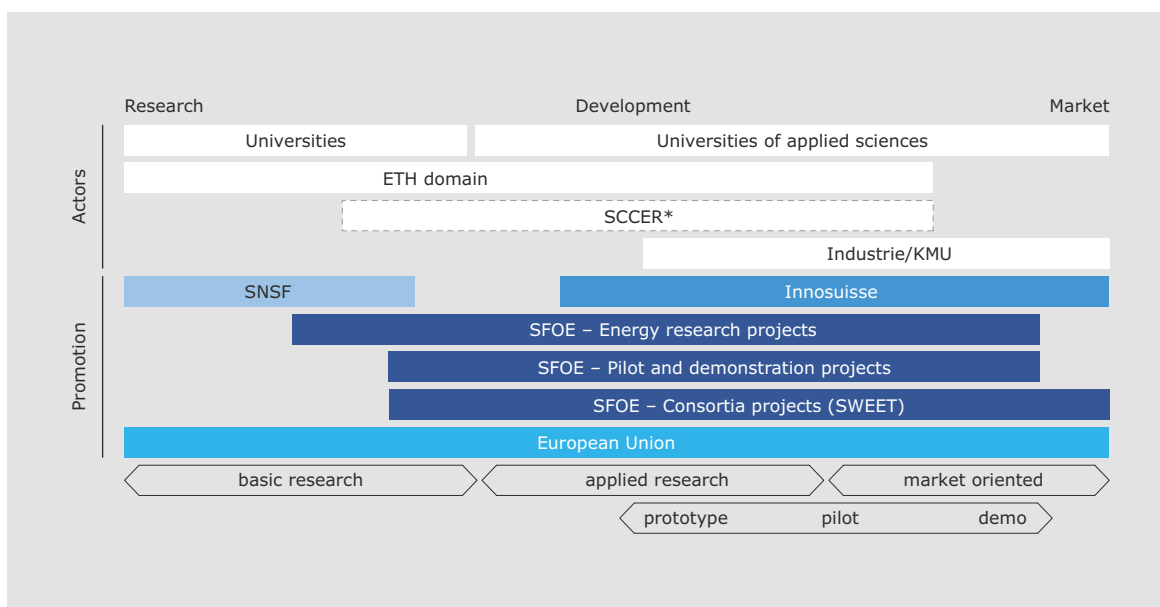 Research Development Market
Actors
Universities Universities of applied sciences
ETH domain
SCCER*
Industrie/KMU
Promotion
SNSF Innosuisse
SFOE – Energy research projects
SFOE – Pilot and demonstration projects
SFOE – Consortia projects (SWEET)
European Union
basic research applied research market oriented
prototype pilot demo